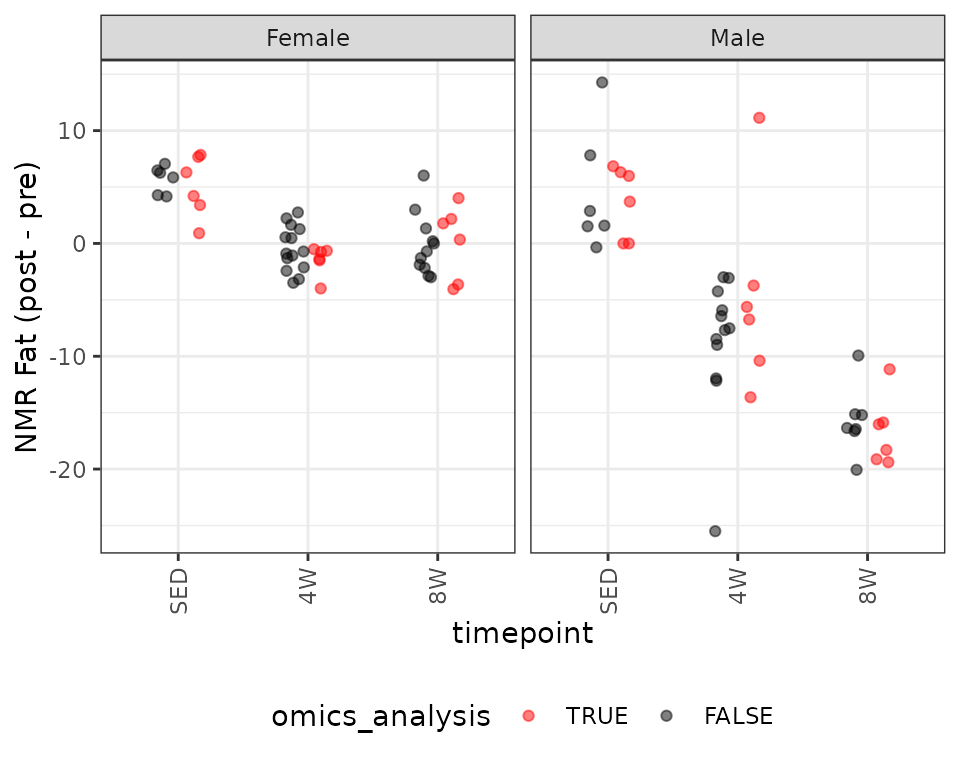 Female
Male
NMR Fat (post - pre)
10
0
-10
-20
SED
4W
8W
SED
4W
8W
timepoint
omics_analysis TRUE FALSE